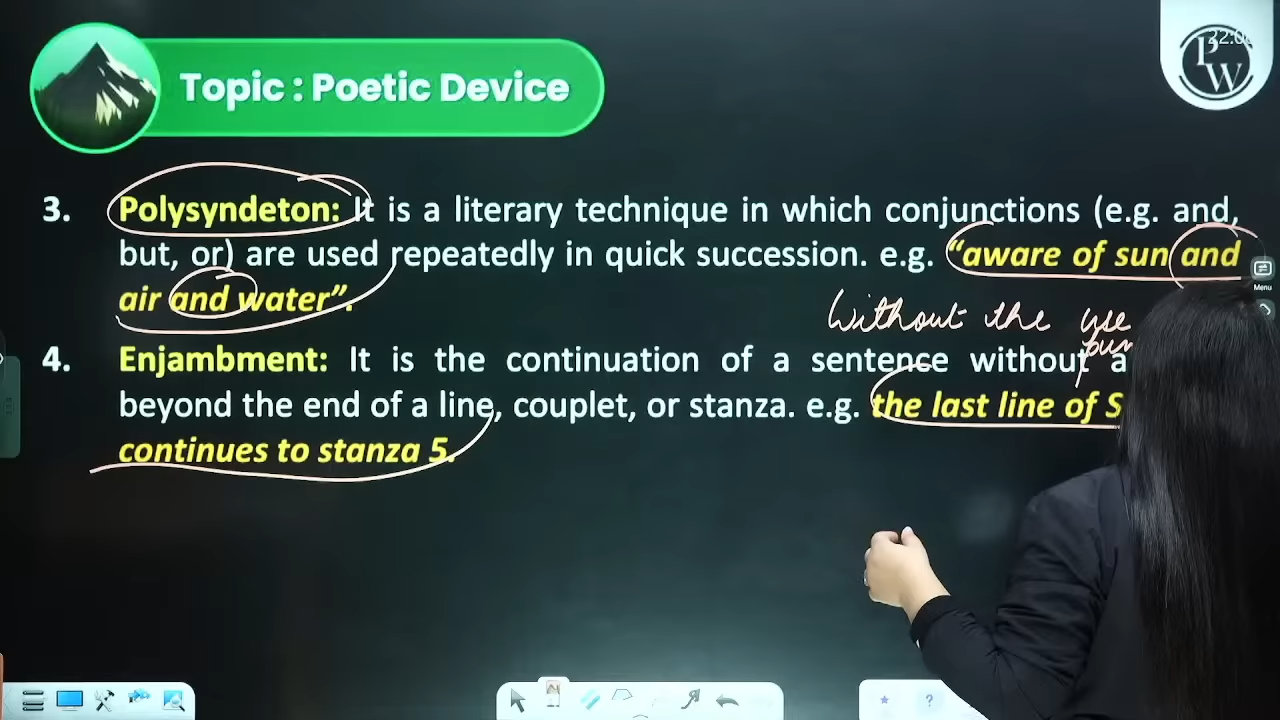 Topic : Poetic Device
PW
3. Polysyndeton: It is a literary technique in which conjunctions (e.g. and,
but, or) are used repeatedly in quick succession. e.g. “aware of sun and
air and water”.
Menu
Without the use
4. Enjambment: It is the continuation of a sentence without a
beyond the end of a line, couplet, or stanza. e.g. the last line of S
continues to stanza 5.